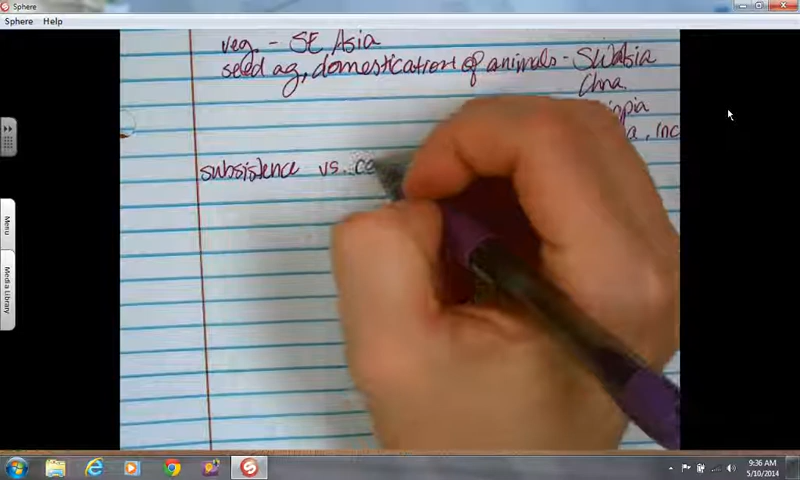 Sphere
Sphere Help
veg. - SE Asia
seed ag, domestication of animals - SW Asia
Chna
subsistence vs.
Menu
Media Library
9:36 AM
5/10/2014